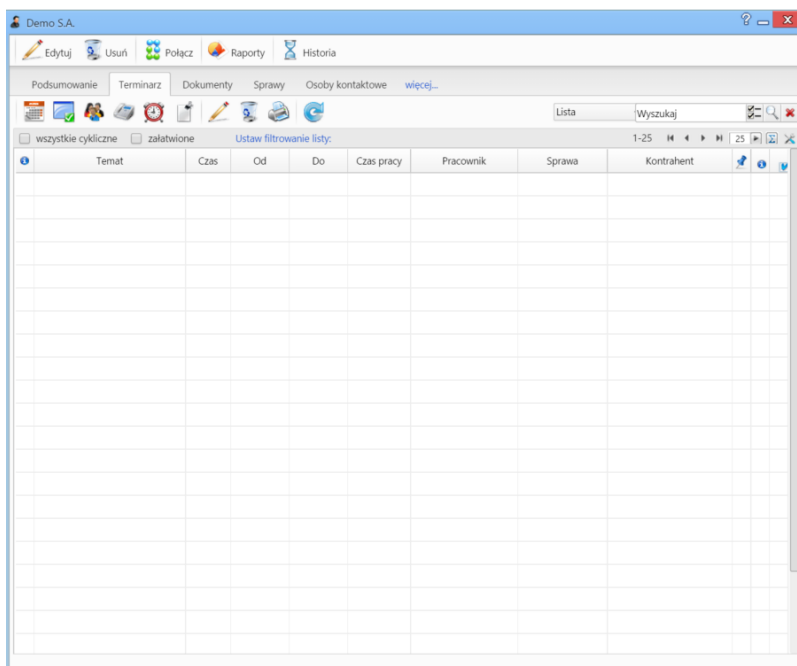 Demo S.A.
Edytuj Usuń Połącz Raporty Historia
Podsumowanie Terminarz Dokumenty Sprawy Osoby kontaktowe więcej...
Lista Wyszukaj
wszystkie cykliczne załatwione Ustaw filtrowanie listy: 1-25 25
Temat Czas Od Do Czas pracy Pracownik Sprawa Kontrahent